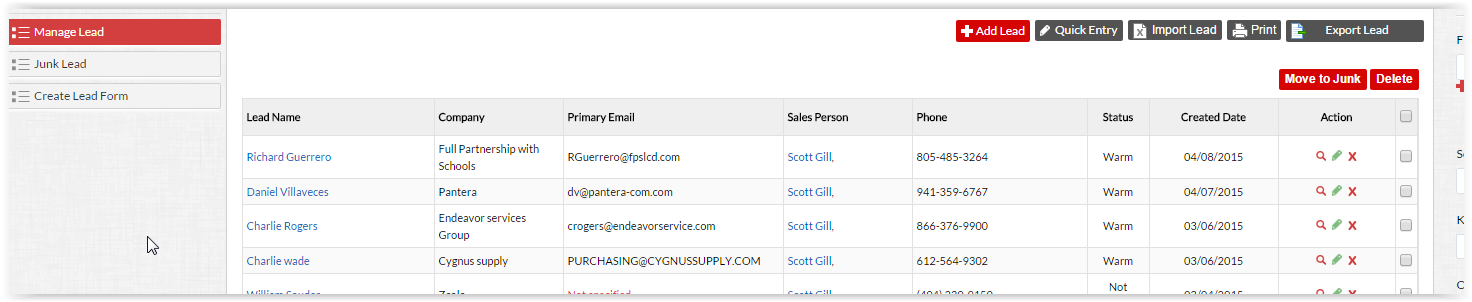 Manage Lead
Junk Lead
Create Lead Form
Add Lead Quick Entry Import Lead Print Export Lead
Move to Junk Delete
Lead Name Company Primary Email Sales Person Phone Status Created Date Action
Richard Guerrero Full Partnership with Schools RGuerrero@fpslcd.com Scott Gill, 805-485-3264 Warm 04/08/2015
Daniel Villaveces Pantera dv@pantera-com.com Scott Gill, 941-359-6767 Warm 04/07/2015
Charlie Rogers Endeavor services Group crogers@endeavorservice.com Scott Gill, 866-376-9900 Warm 03/06/2015
Charlie wade Cygnus supply PURCHASING@CYGNUSSUPPLY.COM Scott Gill, 612-564-9302 Warm 03/06/2015
Not specified Scott Gill, Not